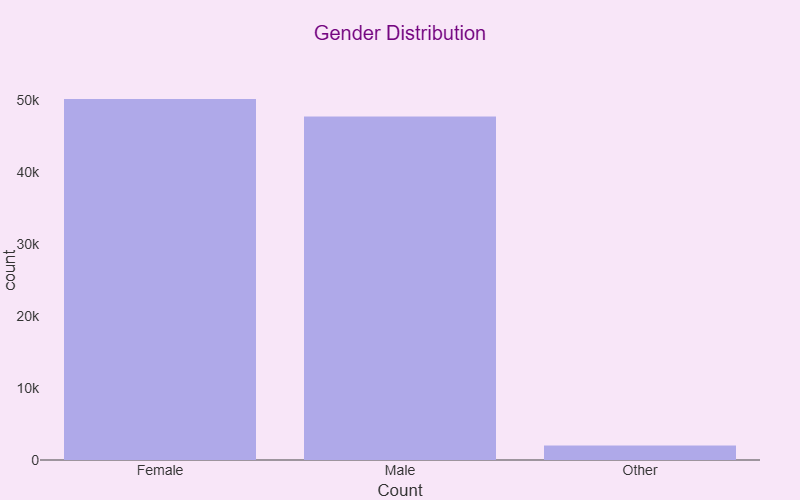 Gender Distribution
50k
40k
30k
20k
10k
0
count
Female
Male
Other
Count